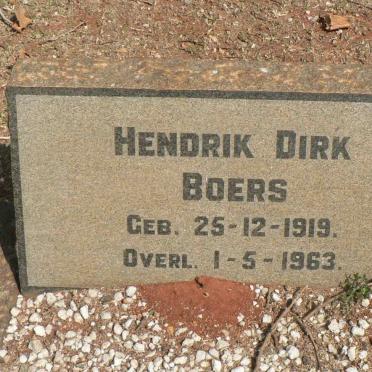 HENDRIK DIRK
BOERS
GEB. 25-12-1919.
OVERL. 1-5-1963.